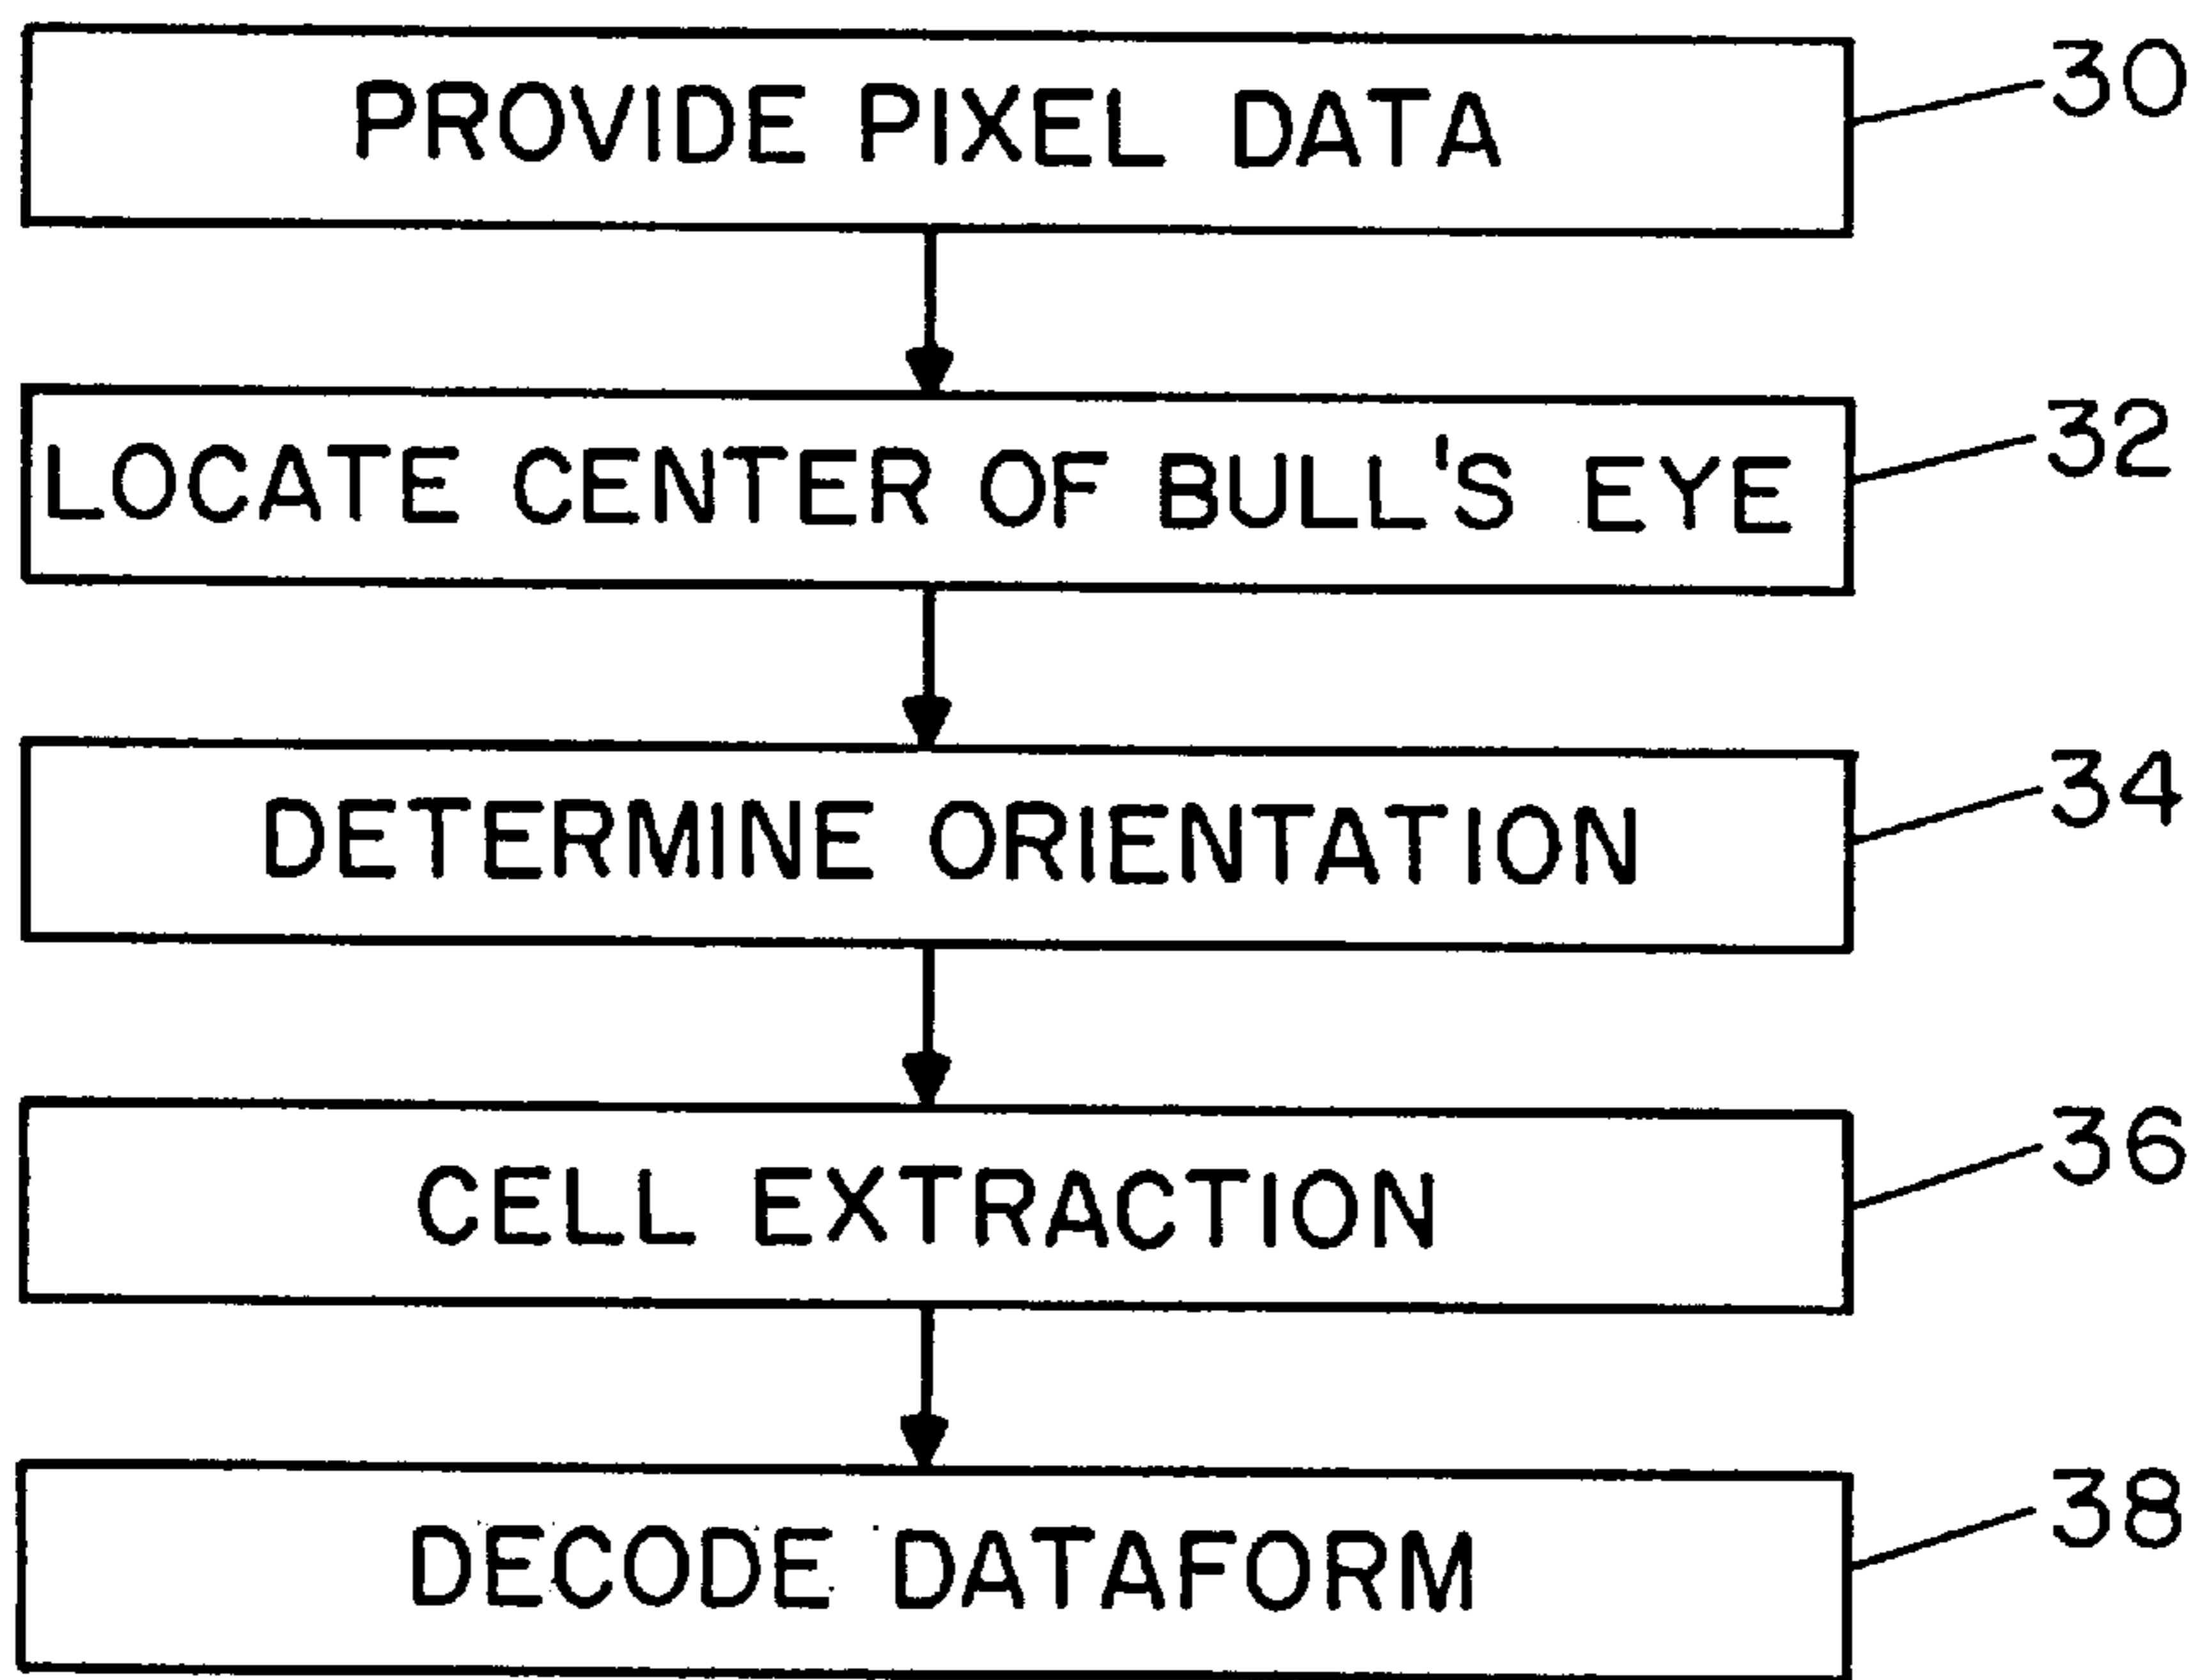 PROVIDE PIXEL DATA
30
LOCATE CENTER OF BULL'S EYE
32
DETERMINE ORIENTATION
34
CELL EXTRACTION
36
DECODE DATAFORM
38